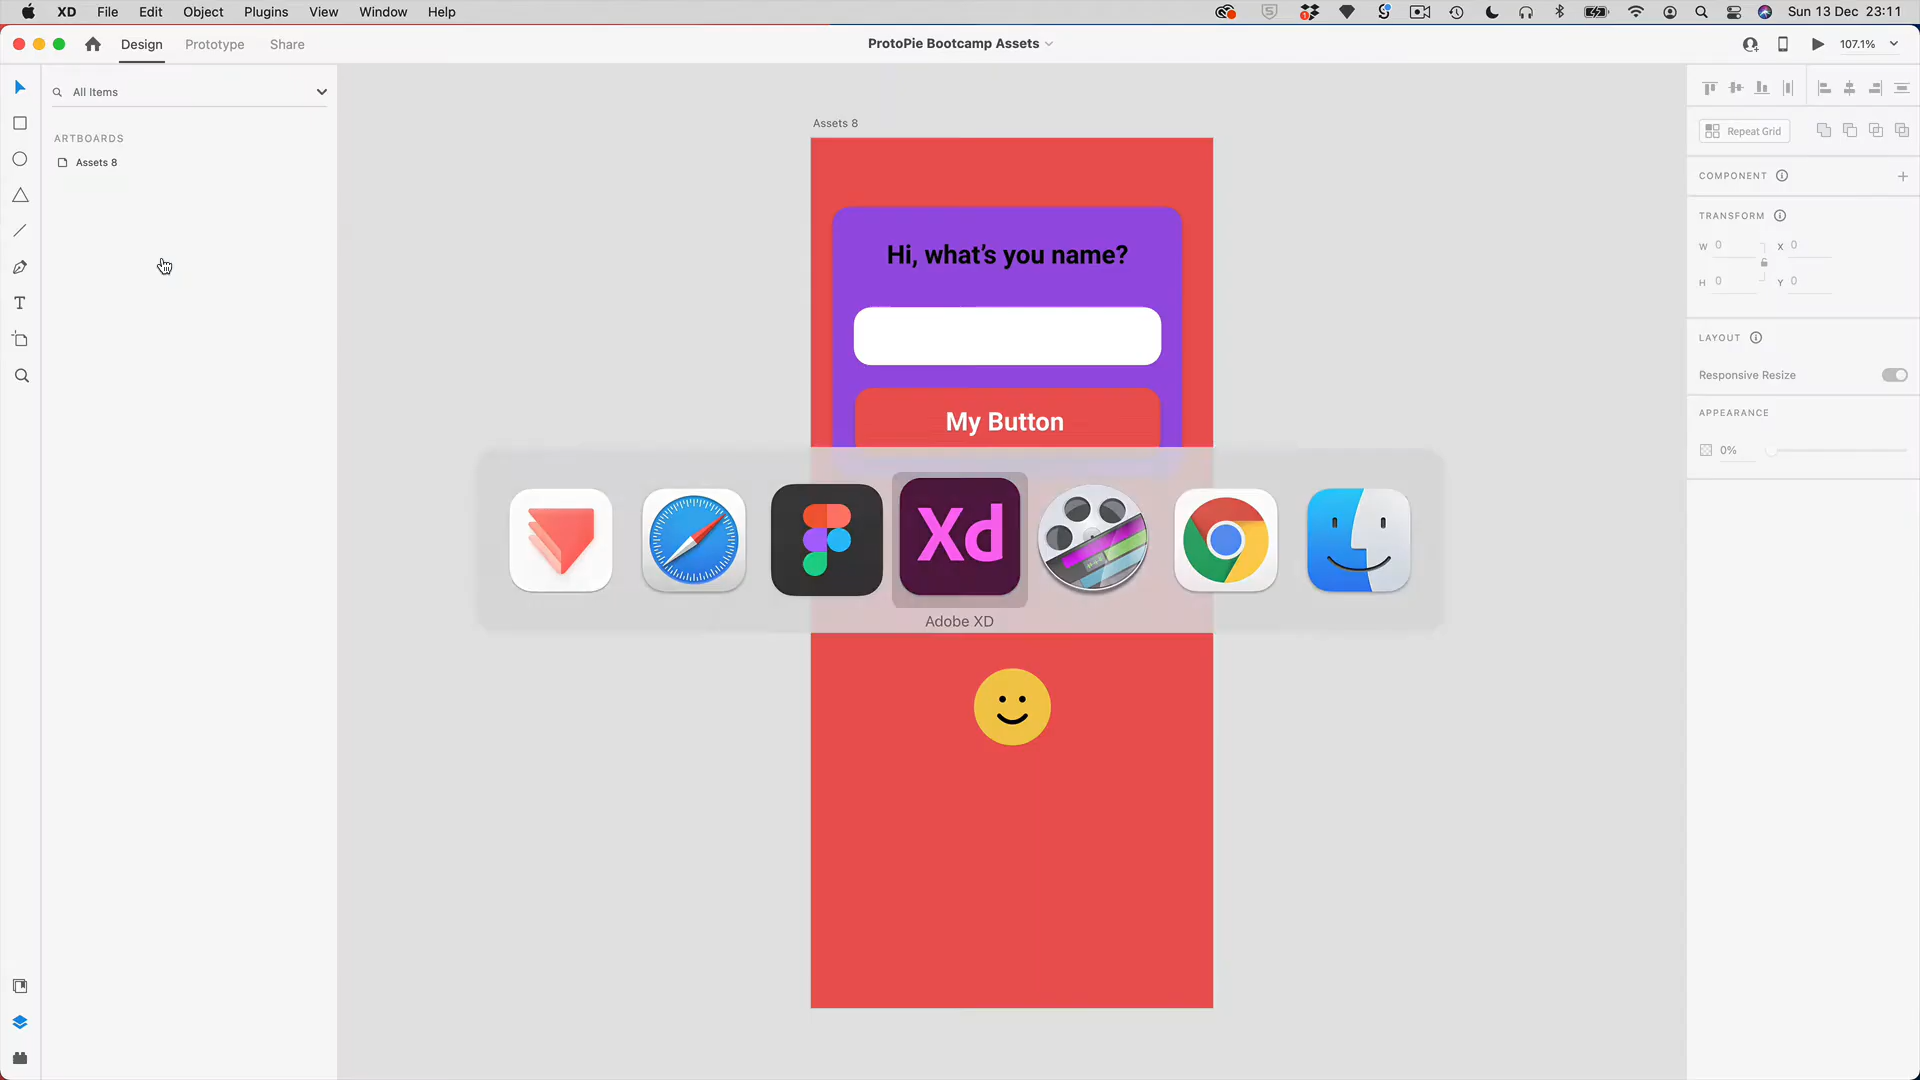 XD File Edit Object Plugins View Window Help Sun 13 Dec 23:11
Design Prototype Share ProtoPie Bootcamp Assets 107.1%
All Items
ARTBOARDS
Assets 8
Assets 8
Hi, what’s you name?
My Button
Xd
Adobe XD
Repeat Grid
COMPONENT
TRANSFORM
W 0 X 0
H 0 Y 0
LAYOUT
Responsive Resize
APPEARANCE
0%